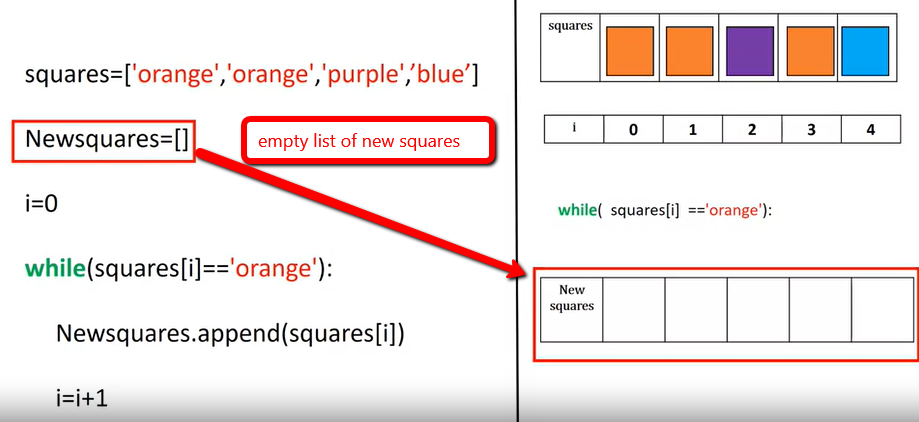 squares=['orange','orange','purple','blue’]
Newsquares=[]
empty list of new squares
i=0
while(squares[i]=='orange'):
Newsquares.append(squares[i])
i=i+1
squares
i 0 1 2 3 4
while( squares[i] =='orange'):
New
squares